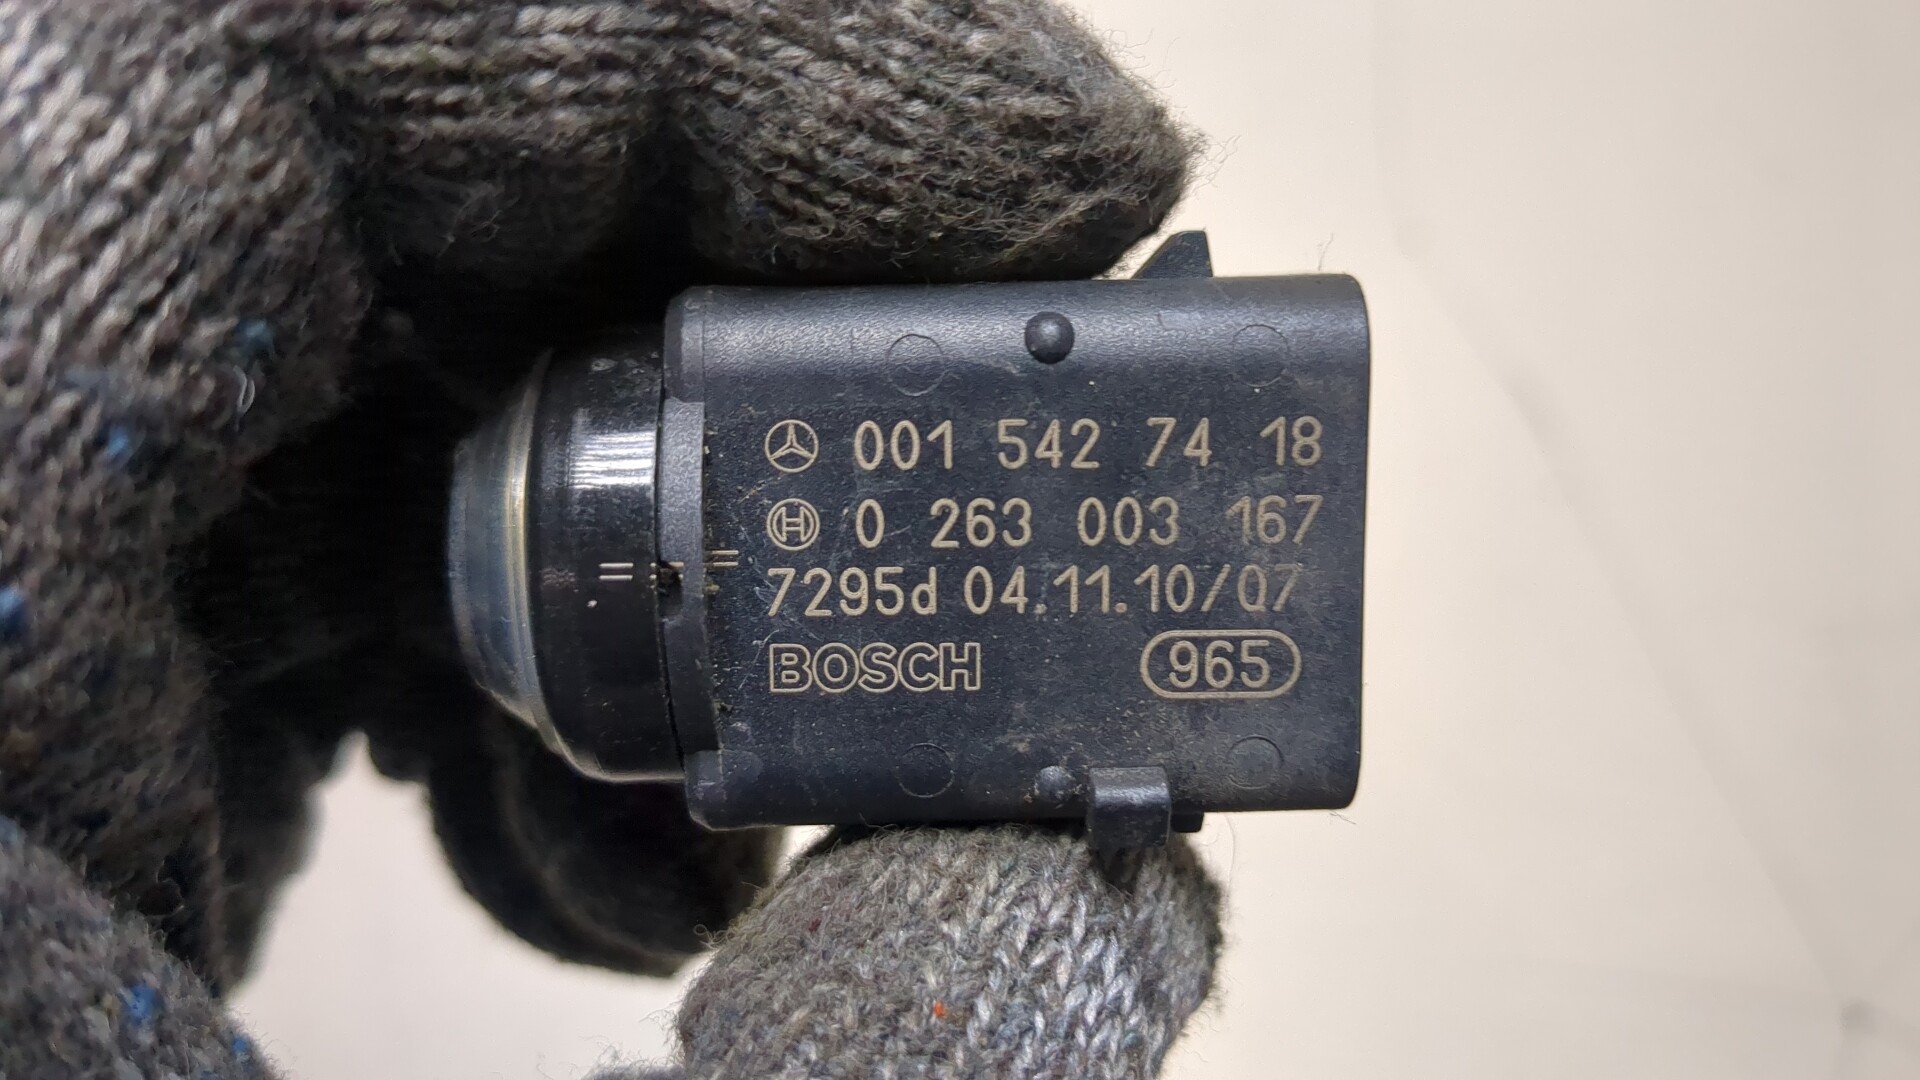 001 542 74 18
0 263 003 167
7295d 04.11.10/07
BOSCH 965